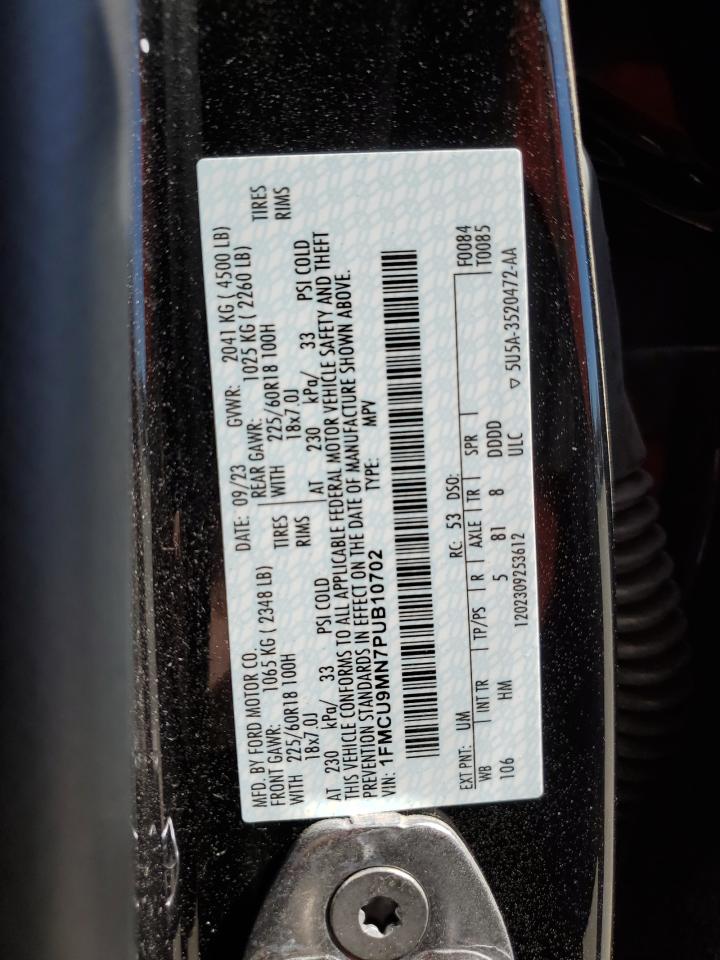 MFD. BY FORD MOTOR CO.
DATE: 09/23 GVWR: 2041 KG ( 4500 LB)
FRONT GAWR: 1065 KG ( 2348 LB) REAR GAWR: 1025 KG ( 2260 LB)
WITH 225/60R18 100H TIRES WITH 225/60R18 100H TIRES
18x7.0J RIMS 18x7.0J RIMS
AT 230 kPa/ 33 PSI COLD AT 230 kPa/ 33 PSI COLD
THIS VEHICLE CONFORMS TO ALL APPLICABLE FEDERAL MOTOR VEHICLE SAFETY AND THEFT
PREVENTION STANDARDS IN EFFECT ON THE DATE OF MANUFACTURE SHOWN ABOVE.
VIN: 1FMCU9MN7PUB10702 TYPE: MPV
EXT PNT: UM RC: 53 DSO: F0084
WB INT TR TP/PS R AXLE TR SPR T0085
106 HM 5 81 8 DDDD
1202309253612 ULC ▽ 5U5A-3520472-AA